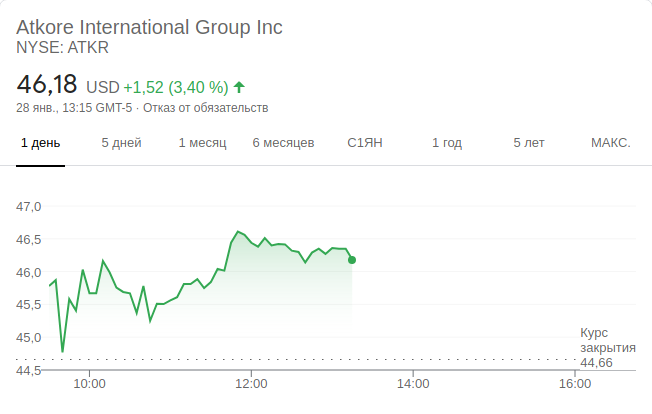 Atkore International Group Inc
NYSE: ATKR
46,18 USD +1,52 (3,40 %)
28 янв., 13:15 GMT-5 · Отказ от обязательств
1 день 5 дней 1 месяц 6 месяцев С1ЯН 1 год 5 лет МАКС.
47,0
46,5
46,0
45,5
45,0
44,5
Курс
закрытия
44,66
10:00 12:00 14:00 16:00